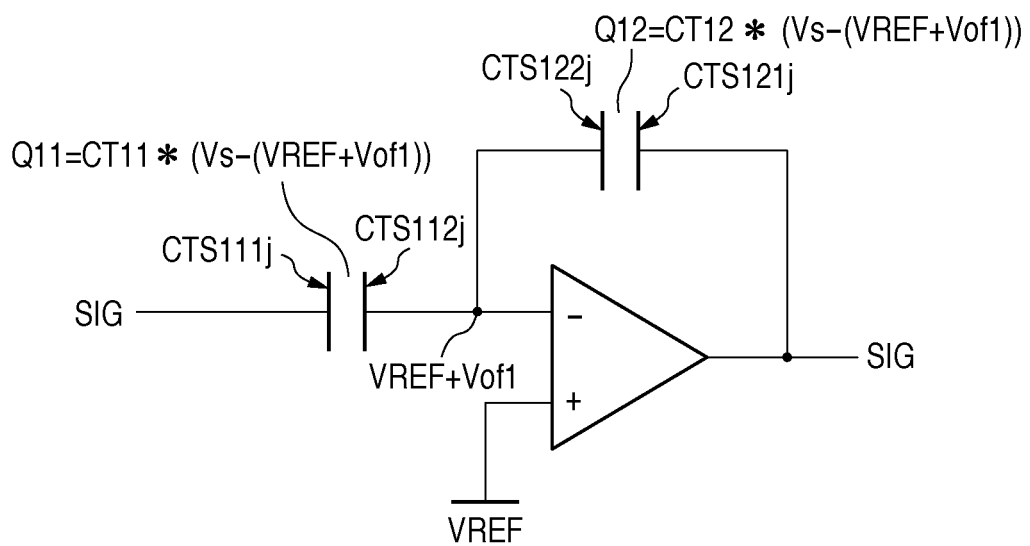 Q12=CT12 * (Vs-(VREF+Vof1))
CTS122j
CTS121j
Q11=CT11 * (Vs-(VREF+Vof1))
CTS111j
CTS112j
SIG
-
VREF+Vof1
SIG
+
VREF